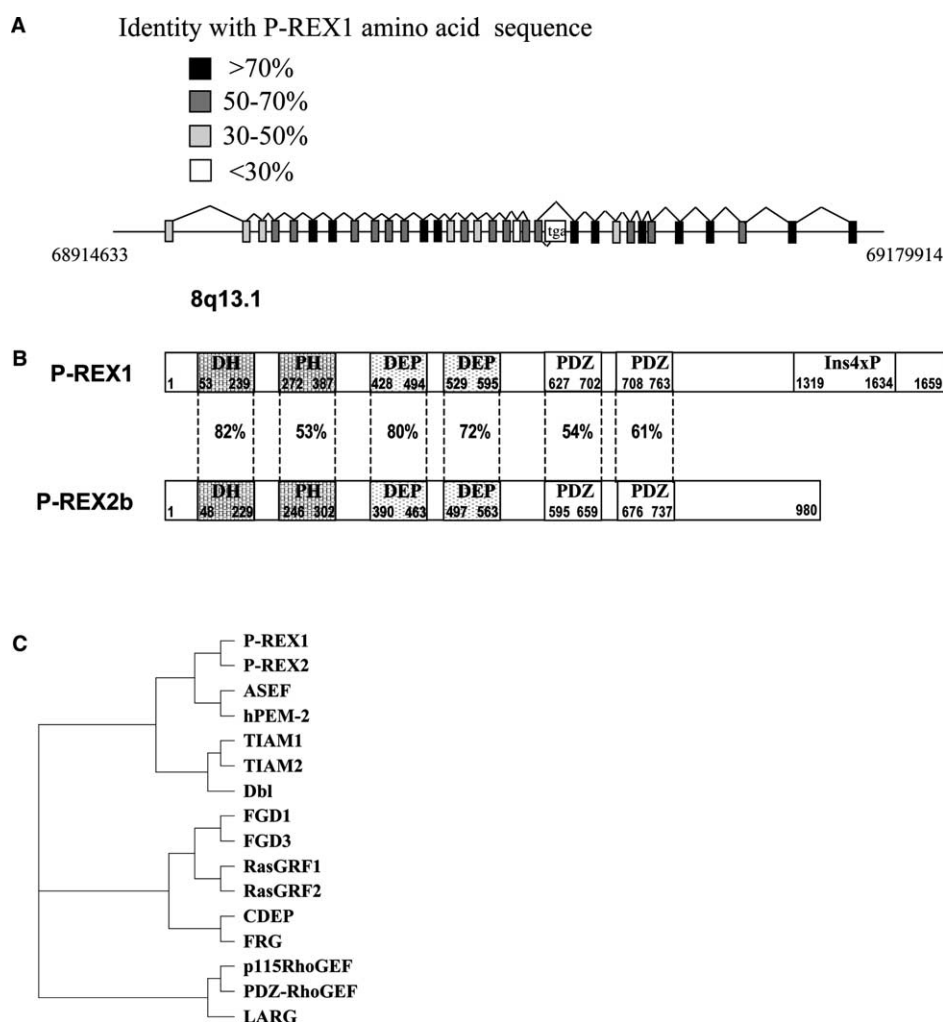 A
Identity with P-REX1 amino acid sequence
>70%
50-70%
30-50%
<30%
tga
68914633
69179914
8q13.1
B
P-REX1
DH PH DEP DEP PDZ PDZ Ins4xP
1 53 239 272 387 428 494 529 595 627 702 708 763 1319 1634 1659
82% 53% 80% 72% 54% 61%
P-REX2b
DH PH DEP DEP PDZ PDZ
1 48 229 246 302 390 463 497 563 595 659 676 737 980
C
P-REX1
P-REX2
ASEF
hPEM-2
TIAM1
TIAM2
Dbl
FGD1
FGD3
RasGRF1
RasGRF2
CDEP
FRG
p115RhoGEF
PDZ-RhoGEF
LARG